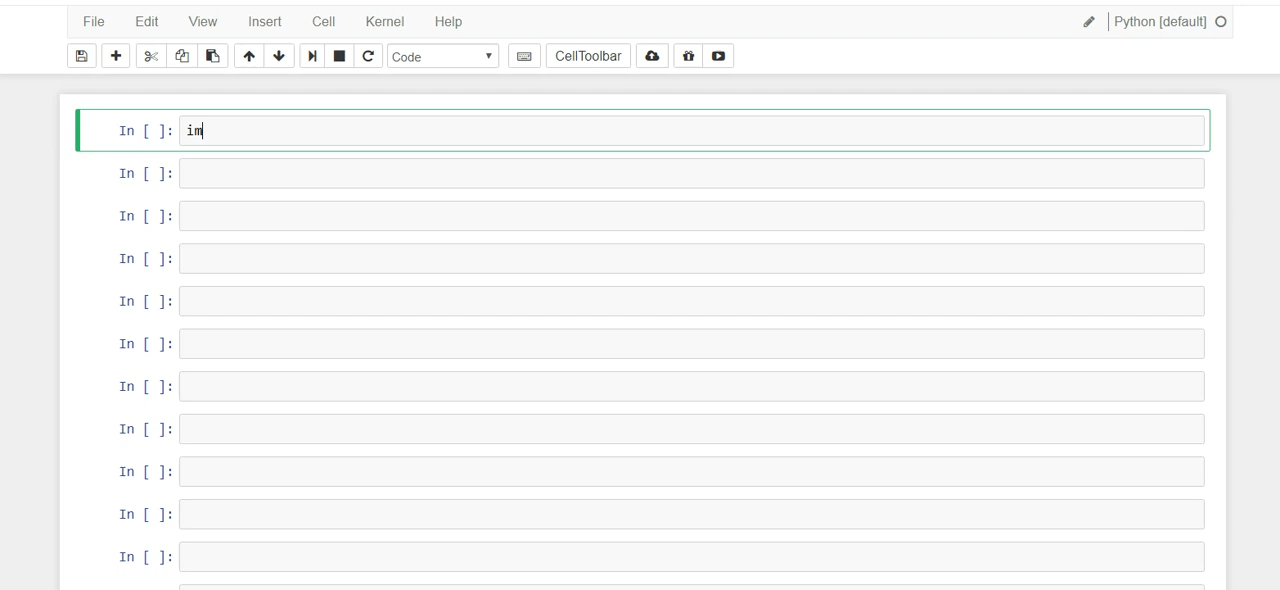 File Edit View Insert Cell Kernel Help Python [default]
Code CellToolbar
In [ ]: im
In [ ]:
In [ ]:
In [ ]:
In [ ]:
In [ ]:
In [ ]:
In [ ]:
In [ ]:
In [ ]:
In [ ]: